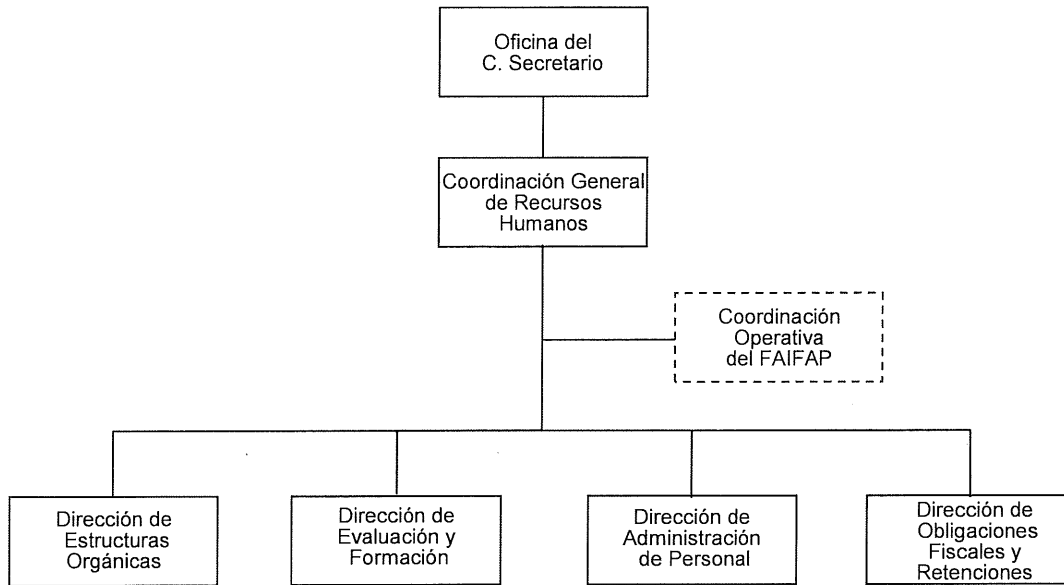 Oficina del
C. Secretario
Coordinación General
de Recursos
Humanos
Coordinación
Operativa
del FAIFAP
Dirección de
Estructuras
Orgánicas
Dirección de
Evaluación y
Formación
Dirección de
Administración
de Personal
Dirección de
Obligaciones
Fiscales y
Retenciones